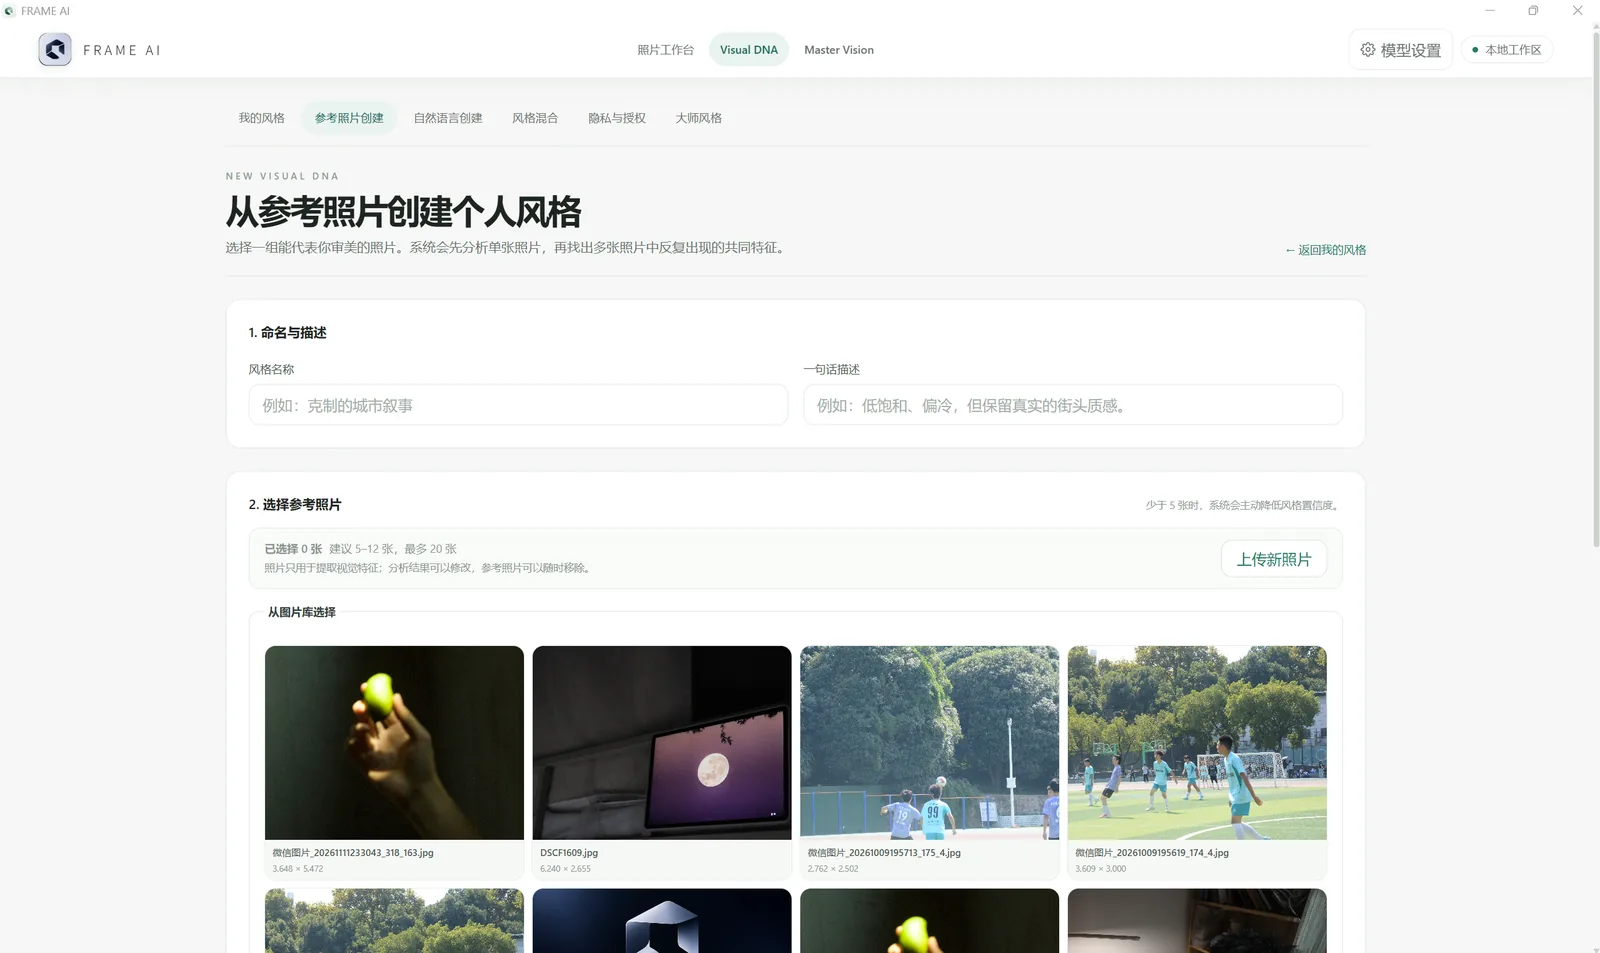 FRAME AI
FRAME AI
照片工作台
Visual DNA
Master Vision
模型设置
本地工作区
我的风格
参考照片创建
自然语言创建
风格混合
隐私与授权
大师风格
NEW VISUAL DNA
从参考照片创建个人风格
选择一组能代表你审美的照片。系统会先分析单张照片，再找出多张照片中反复出现的共同特征。
← 返回我的风格
1. 命名与描述
风格名称
一句话描述
例如：克制的城市叙事
例如：低饱和、偏冷，但保留真实的街头质感。
2. 选择参考照片
少于 5 张时，系统会主动降低风格置信度。
已选择 0 张 建议 5–12 张，最多 20 张
照片只用于提取视觉特征；分析结果可以修改，参考照片可以随时移除。
上传新照片
从图片库选择
19
99
微信图片_20261111233043_318_163.jpg
3,648 × 5,472
DSCF1609.jpg
6,240 × 2,655
微信图片_20261009195713_175_4.jpg
2,762 × 2,502
微信图片_20261009195619_174_4.jpg
3,609 × 3,000